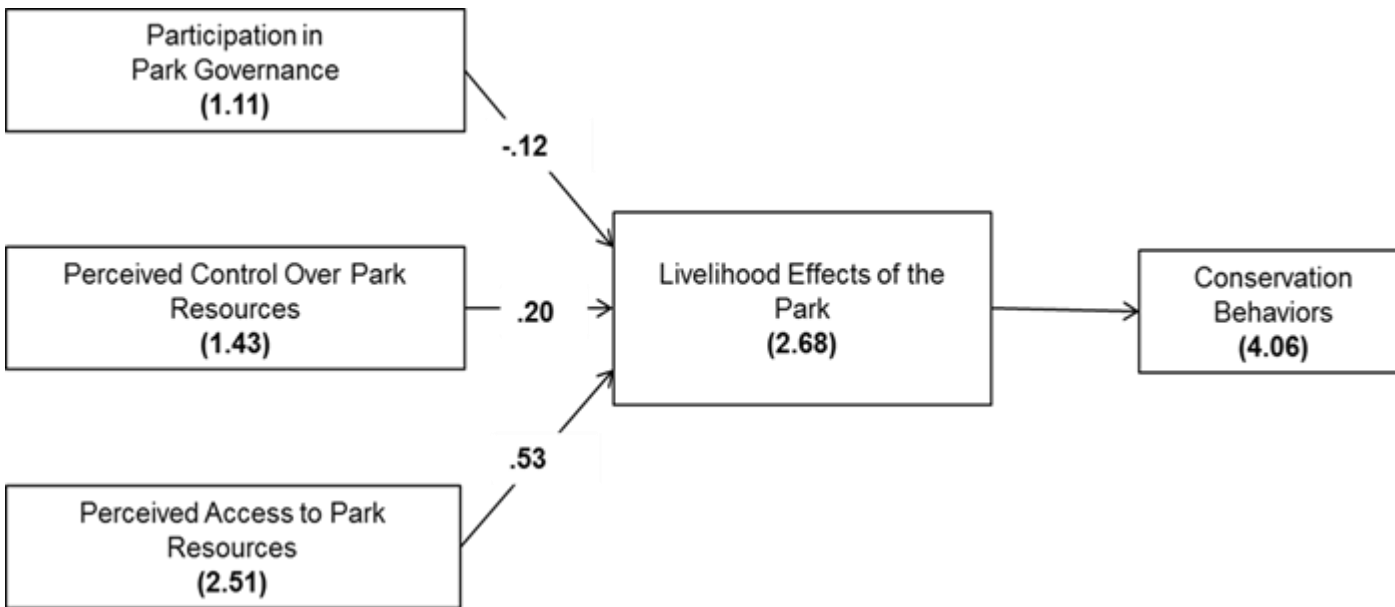 Participation in
Park Governance
(1.11)
-.12
Perceived Control Over Park
Resources
(1.43)
.20
Livelihood Effects of the
Park
(2.68)
Conservation
Behaviors
(4.06)
.53
Perceived Access to Park
Resources
(2.51)